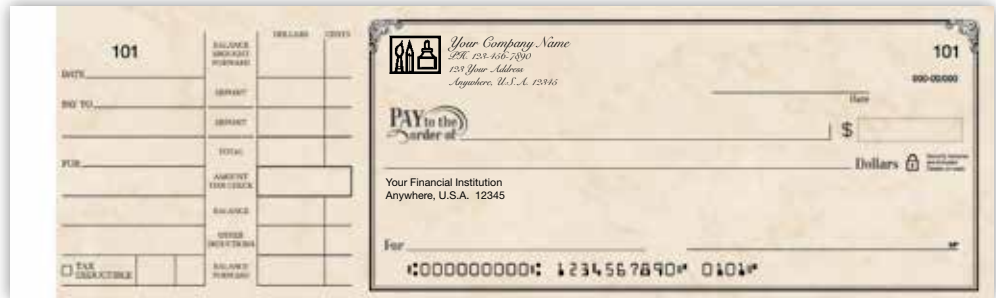 101
DATE
PAY TO
FOR
TAX
DEDUCTIBLE
DOLLARS CENTS
BALANCE
BROUGHT
FORWARD
DEPOSIT
DEPOSIT
TOTAL
AMOUNT
THIS CHECK
BALANCE
OTHER
DEDUCTIONS
BALANCE
FORWARD
Your Company Name
PH. 123-456-7890
123 Your Address
Anywhere, U.S.A. 12345
101
000-00/000
Date
PAY to the
order of
$
Dollars
Your Financial Institution
Anywhere, U.S.A. 12345
For
MP
⑆000000000⑆ 1234567890⑈ 0101⑈